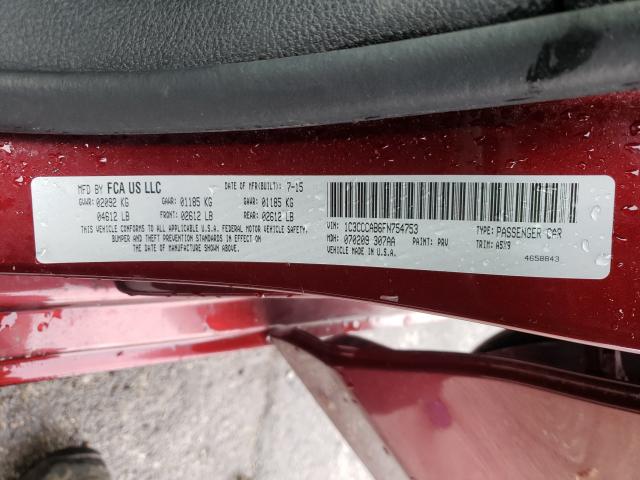 MFD BY FCA US LLC DATE OF MFR(BUILT): 7-15
GVWR: 02092 KG GAWR: 01185 KG GAWR: 01185 KG
04612 LB FRONT: 02612 LB REAR: 02612 LB
THIS VEHICLE CONFORMS TO ALL APPLICABLE U.S.A. FEDERAL MOTOR VEHICLE SAFETY,
BUMPER AND THEFT PREVENTION STANDARDS IN EFFECT ON
THE DATE OF MANUFACTURE SHOWN ABOVE.
VIN: 1C3CCCAB6FN754753 TYPE: PASSENGER CAR
MDH: 070209 307AA PAINT: PRV TRIM: A5X9
VEHICLE MADE IN U.S.A.
4658843